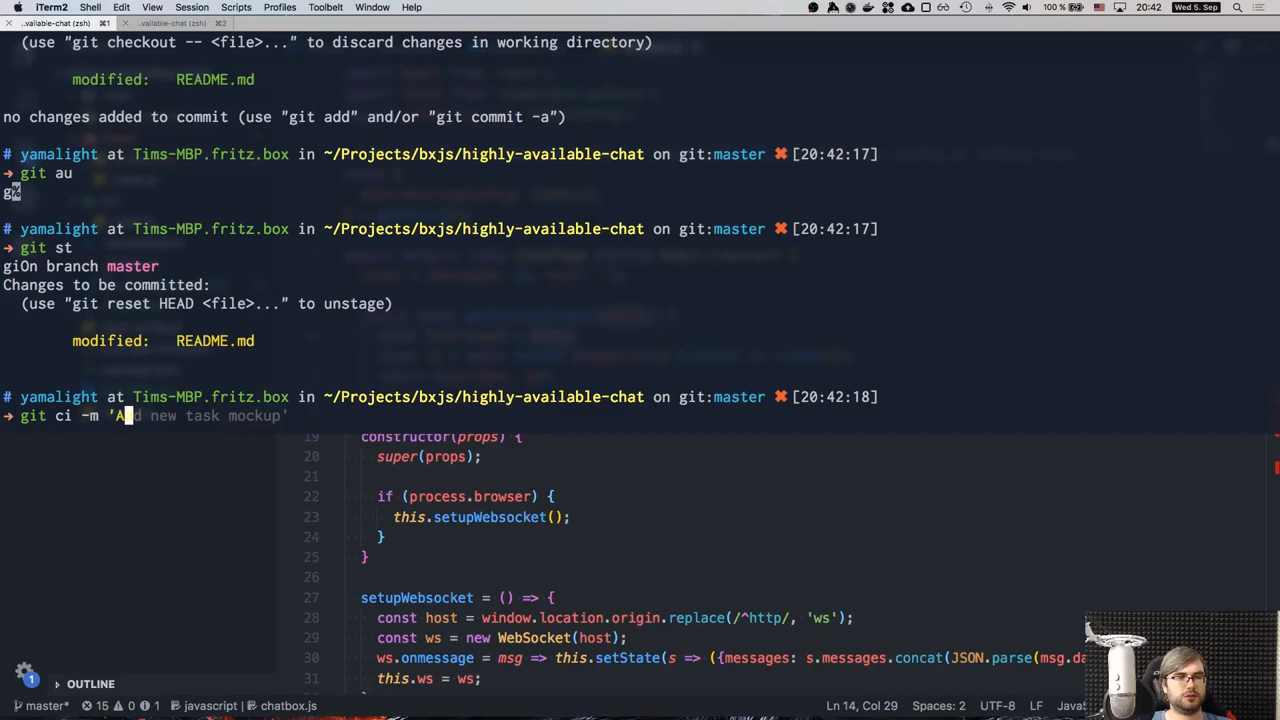 iTerm2 Shell Edit View Session Scripts Profiles Toolbelt Window Help 100 % 20:42 Wed 5. Sep
..vailable-chat (zsh) ⌘1 ..vailable-chat (zsh) ⌘2
(use "git checkout -- <file>..." to discard changes in working directory)
modified: README.md
no changes added to commit (use "git add" and/or "git commit -a")
# yamalight at Tims-MBP.fritz.box in ~/Projects/bxjs/highly-available-chat on git:master ✖ [20:42:17]
→ git au
g%
# yamalight at Tims-MBP.fritz.box in ~/Projects/bxjs/highly-available-chat on git:master ✖ [20:42:17]
→ git st
giOn branch master
Changes to be committed:
(use "git reset HEAD <file>..." to unstage)
modified: README.md
# yamalight at Tims-MBP.fritz.box in ~/Projects/bxjs/highly-available-chat on git:master ✖ [20:42:18]
→ git ci -m 'Add new task mockup'
19 constructor(props) {
20 super(props);
21
22 if (process.browser) {
23 this.setupWebsocket();
24 }
25 }
26
27 setupWebsocket = () => {
28 const host = window.location.origin.replace(/^http/, 'ws');
29 const ws = new WebSocket(host);
30 ws.onmessage = msg => this.setState(s => ({messages: s.messages.concat(JSON.parse(msg.da
31 this.ws = ws;
1 OUTLINE
master* 15 0 1 javascript chatbox.js Ln 14, Col 29 Spaces: 2 UTF-8 LF